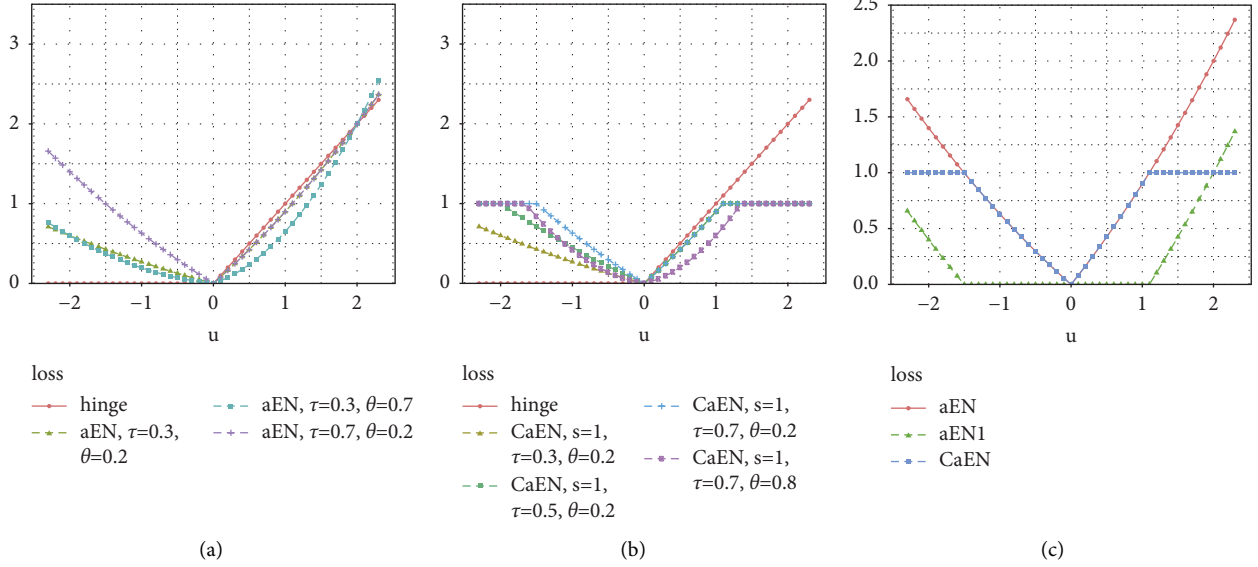 3
2
1
0
−2
−1
0
1
2
u
loss
hinge
aEN, τ=0.3,
θ=0.2
aEN, τ=0.3, θ=0.7
aEN, τ=0.7, θ=0.2
(a)
3
2
1
0
−2
−1
0
1
2
u
loss
hinge
CaEN, s=1,
τ=0.3, θ=0.2
CaEN, s=1,
τ=0.5, θ=0.2
CaEN, s=1,
τ=0.7, θ=0.2
CaEN, s=1,
τ=0.7, θ=0.8
(b)
2.5
2.0
1.5
1.0
0.5
0.0
−2
−1
0
1
2
u
loss
aEN
aEN1
CaEN
(c)